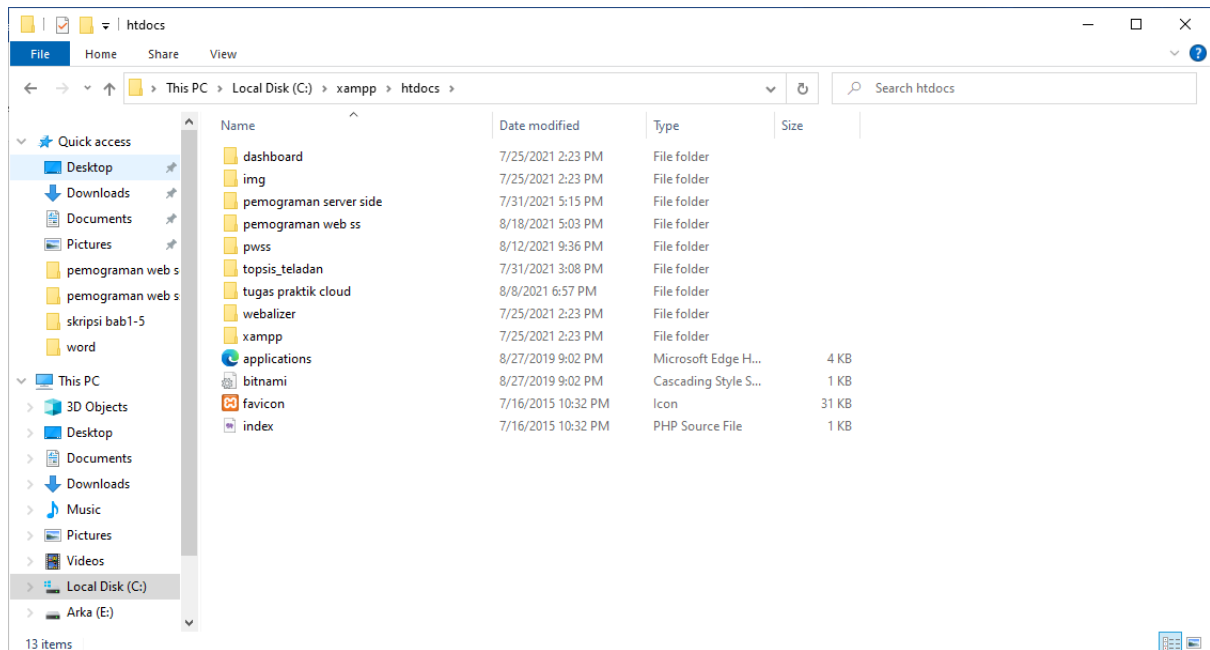 htdocs
File Home Share View
This PC Local Disk (C:) xampp htdocs Search htdocs
Name Date modified Type Size
Quick access
Desktop
Downloads
Documents
Pictures
pemograman web s
pemograman web s
skripsi bab1-5
word
This PC
3D Objects
Desktop
Documents
Downloads
Music
Pictures
Videos
Local Disk (C:)
Arka (E:)
dashboard 7/25/2021 2:23 PM File folder
img 7/25/2021 2:23 PM File folder
pemograman server side 7/31/2021 5:15 PM File folder
pemograman web ss 8/18/2021 5:03 PM File folder
pwss 8/12/2021 9:36 PM File folder
topsis_teladan 7/31/2021 3:08 PM File folder
tugas praktik cloud 8/8/2021 6:57 PM File folder
webalizer 7/25/2021 2:23 PM File folder
xampp 7/25/2021 2:23 PM File folder
applications 8/27/2019 9:02 PM Microsoft Edge H... 4 KB
bitnami 8/27/2019 9:02 PM Cascading Style S... 1 KB
favicon 7/16/2015 10:32 PM Icon 31 KB
index 7/16/2015 10:32 PM PHP Source File 1 KB
13 items